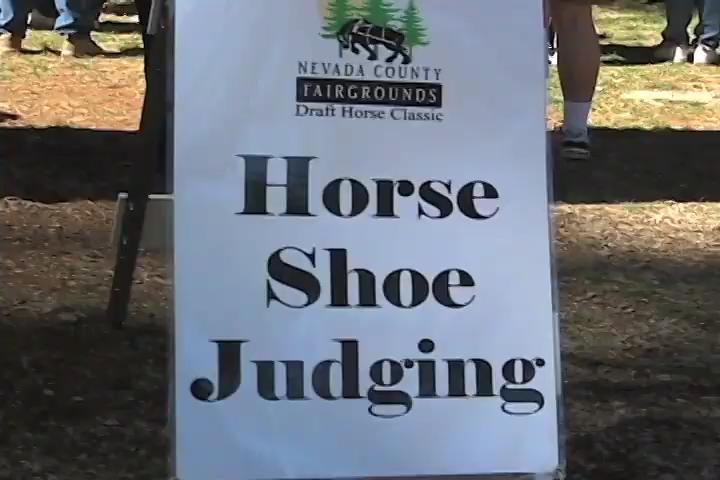 NEVADA COUNTY
FAIRGROUNDS
Draft Horse Classic
Horse
Shoe
Judging